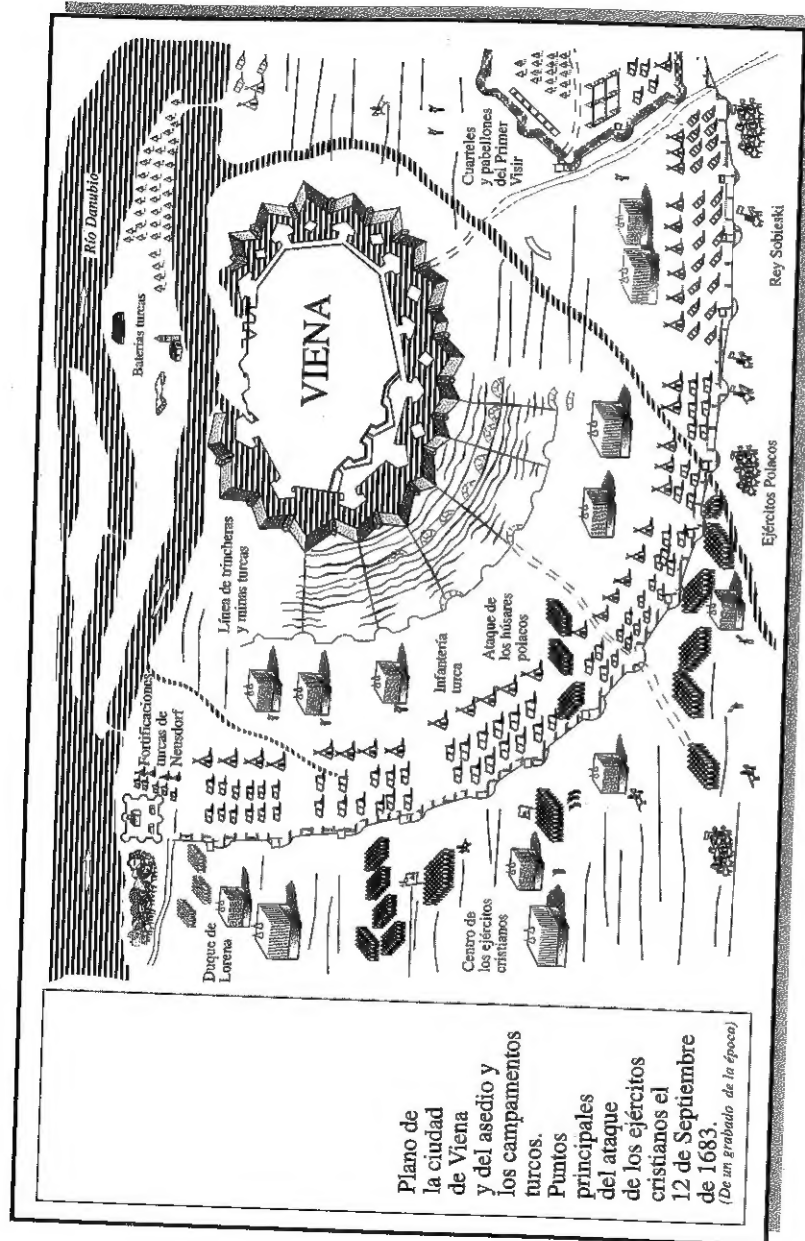 Plano de
la ciudad
de Viena
y del asedio y
los campamentos
turcos.
Puntos
principales
del ataque
de los ejércitos
cristianos el
12 de Septiembre
de 1683.
(De un grabado de la época)
Río Danubio
Baterías turcas
VIENA
Cuarteles
y pabellones
del Primer
Visir
Línea de trincheras
y minas turcas
Fortificaciones
turcas de
Neusdorf
Infantería
turca
Ataque de
los húsares
polacos
Duque de
Lorena
Centro de
los ejércitos
cristianos
Ejércitos Polacos
Rey Sobieski